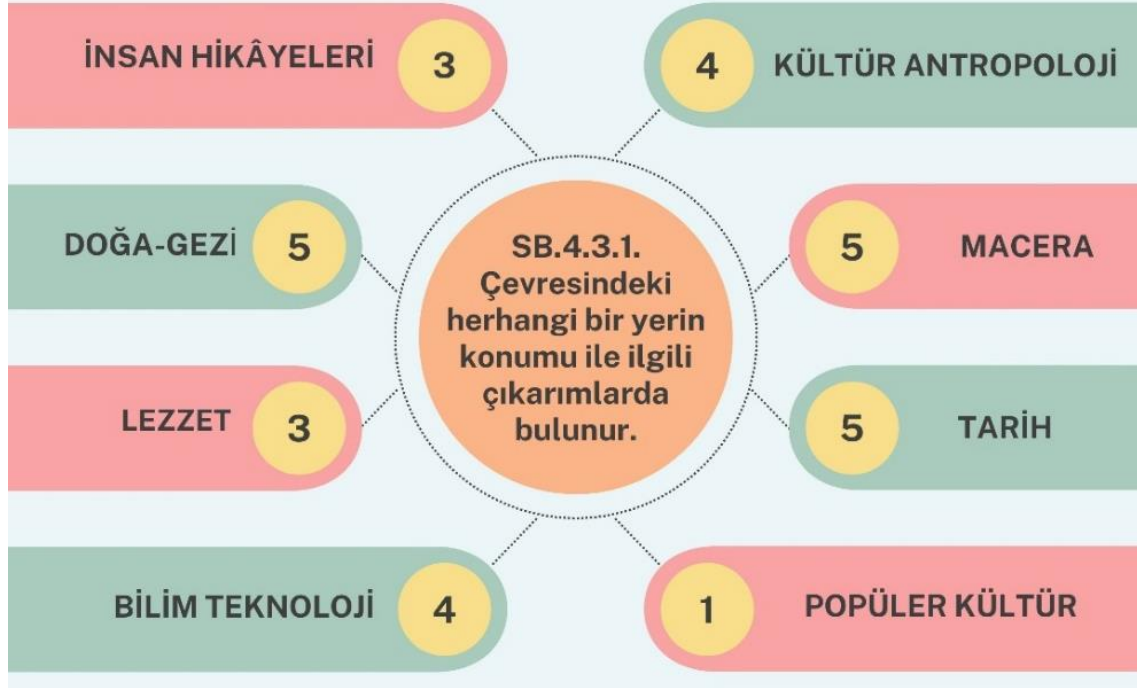 İNSAN HİKÂYELERİ 3
4 KÜLTÜR ANTROPOLOJİ
DOĞA-GEZİ 5
5 MACERA
SB.4.3.1.
Çevresindeki
herhangi bir yerin
konumu ile ilgili
çıkarımlarda
bulunur.
LEZZET 3
5 TARİH
BİLİM TEKNOLOJİ 4
1 POPÜLER KÜLTÜR